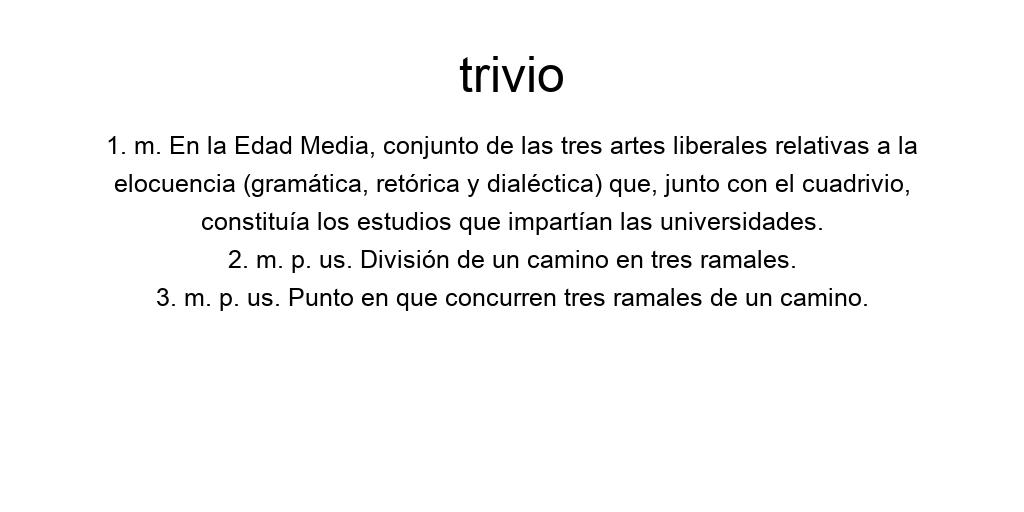 trivio
1. m. En la Edad Media, conjunto de las tres artes liberales relativas a la
elocuencia (gramática, retórica y dialéctica) que, junto con el cuadrivio,
constituía los estudios que impartían las universidades.
2. m. p. us. División de un camino en tres ramales.
3. m. p. us. Punto en que concurren tres ramales de un camino.